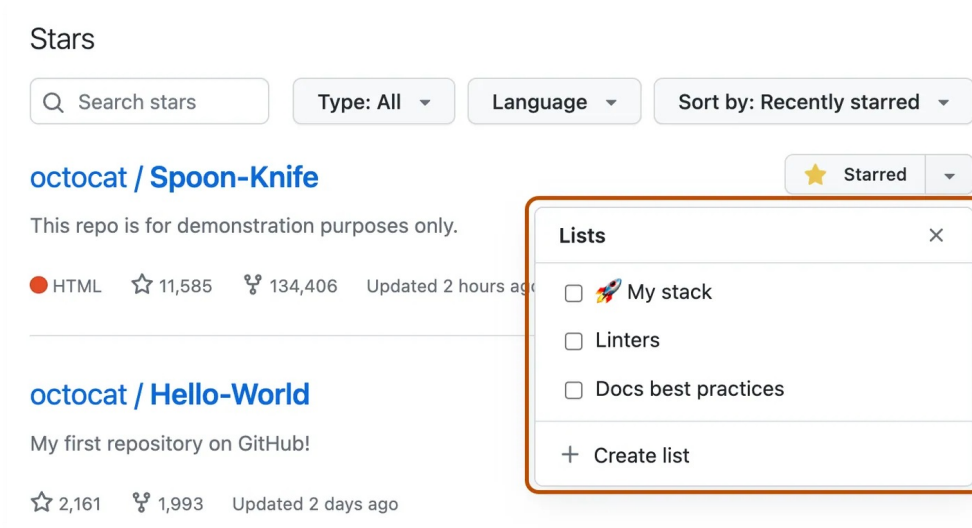 Stars
Search stars
Type: All
Language
Sort by: Recently starred
octocat / Spoon-Knife
Starred
This repo is for demonstration purposes only.
HTML 11,585 134,406 Updated 2 hours ago
Lists
🚀 My stack
Linters
Docs best practices
+ Create list
octocat / Hello-World
My first repository on GitHub!
2,161 1,993 Updated 2 days ago